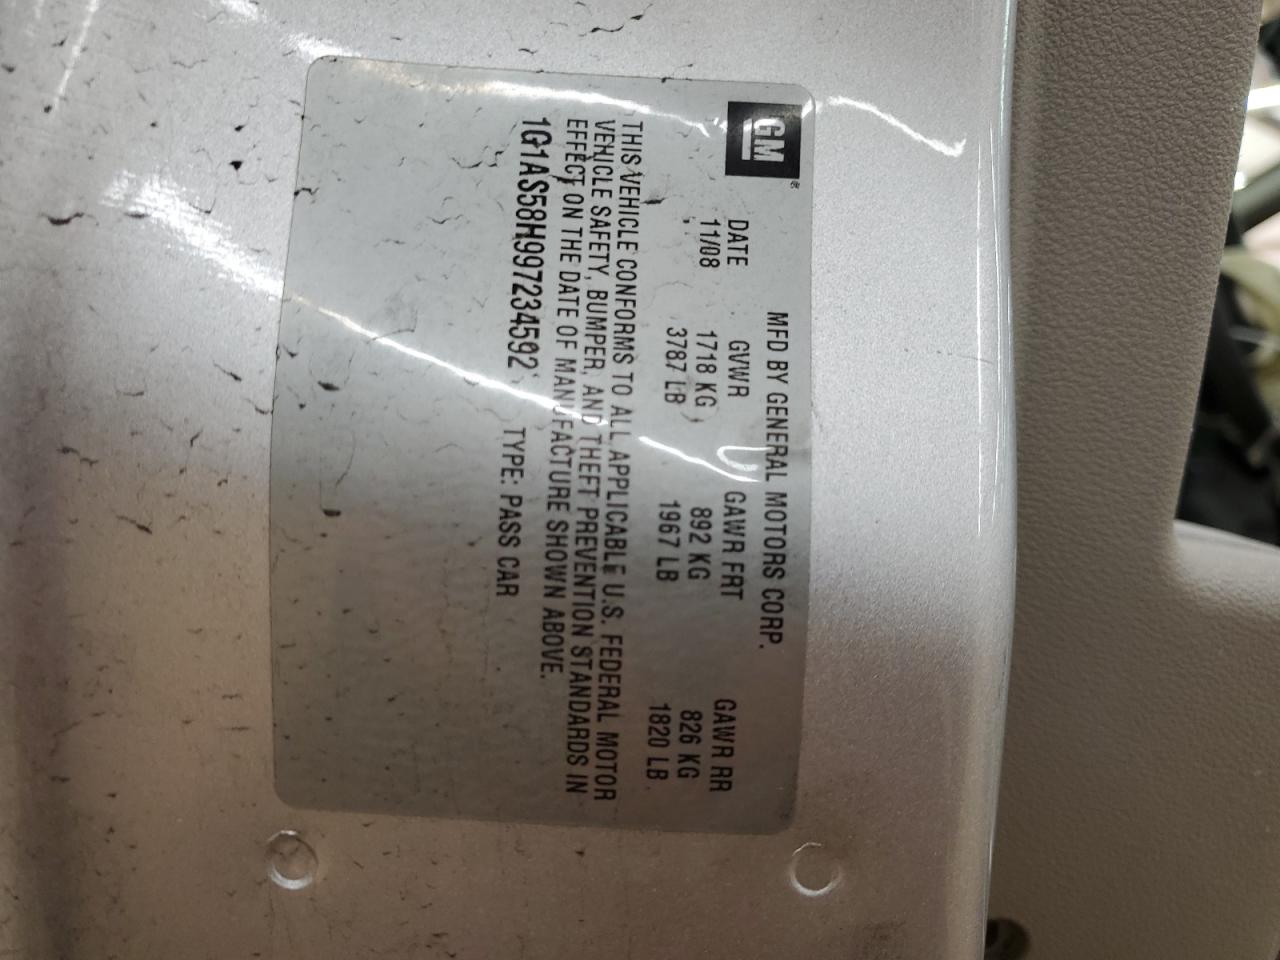 GM®
MFD BY GENERAL MOTORS CORP.
DATE GVWR GAWR FRT GAWR RR
11/08 1718 KG 892 KG 826 KG
3787 LB 1967 LB 1820 LB
THIS VEHICLE CONFORMS TO ALL APPLICABLE U.S. FEDERAL MOTOR
VEHICLE SAFETY, BUMPER, AND THEFT PREVENTION STANDARDS IN
EFFECT ON THE DATE OF MANUFACTURE SHOWN ABOVE.
1G1AS58H997234592 TYPE: PASS CAR